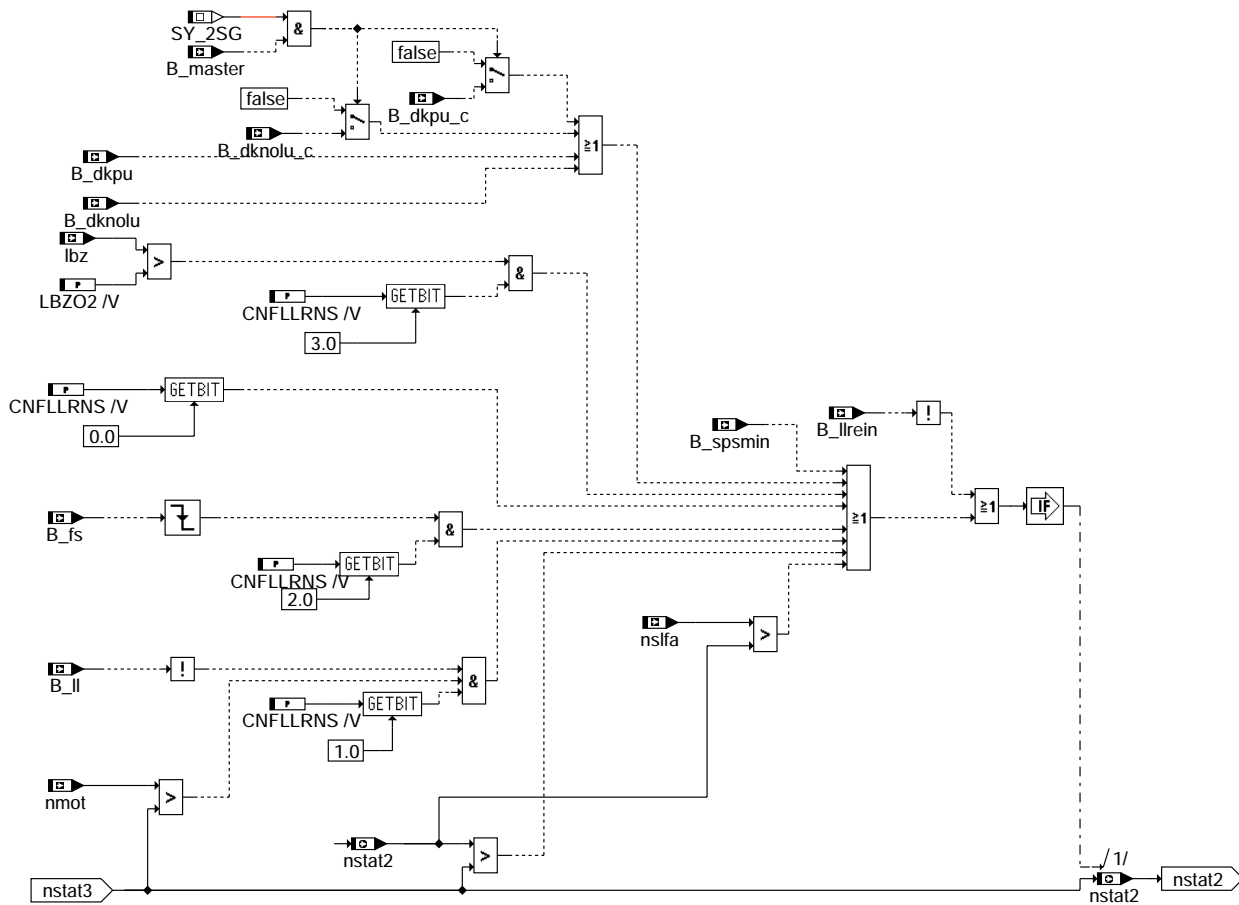 SY_2SG
&
B_master
false
false
B_dkpu_c
B_dknolu_c
≥1
B_dkpu
B_dknolu
lbz
>
&
LBZO2 /V
P
P
GETBIT
CNFLLRNS /V
3.0
P
GETBIT
CNFLLRNS /V
0.0
B_spsmin
B_llrein
!
≥1
≥1
IF
B_fs
&
P
GETBIT
CNFLLRNS /V
2.0
nslfa
>
B_ll
!
&
P
GETBIT
CNFLLRNS /V
1.0
nmot
>
nstat2
>
/1/
nstat3
nstat2
nstat2